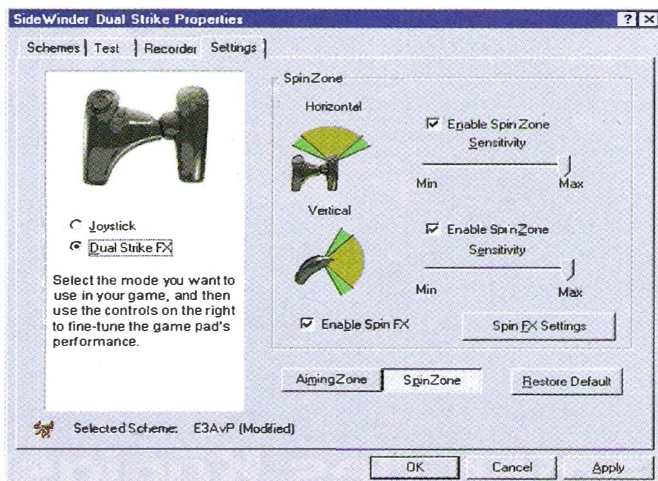 SideWinder Dual Strike Properties
Schemes Test Recorder Settings
Joystick
Dual Strike FX
Select the mode you want to
use in your game, and then
use the controls on the right
to fine-tune the game pad's
performance.
SpinZone
Horizontal
Enable Spin Zone
Sensitivity
Min Max
Vertical
Enable SpinZone
Sensitivity
Min Max
Enable Spin FX
Spin FX Settings
AimingZone SpinZone Restore Default
Selected Scheme: E3AvP (Modified)
OK Cancel Apply